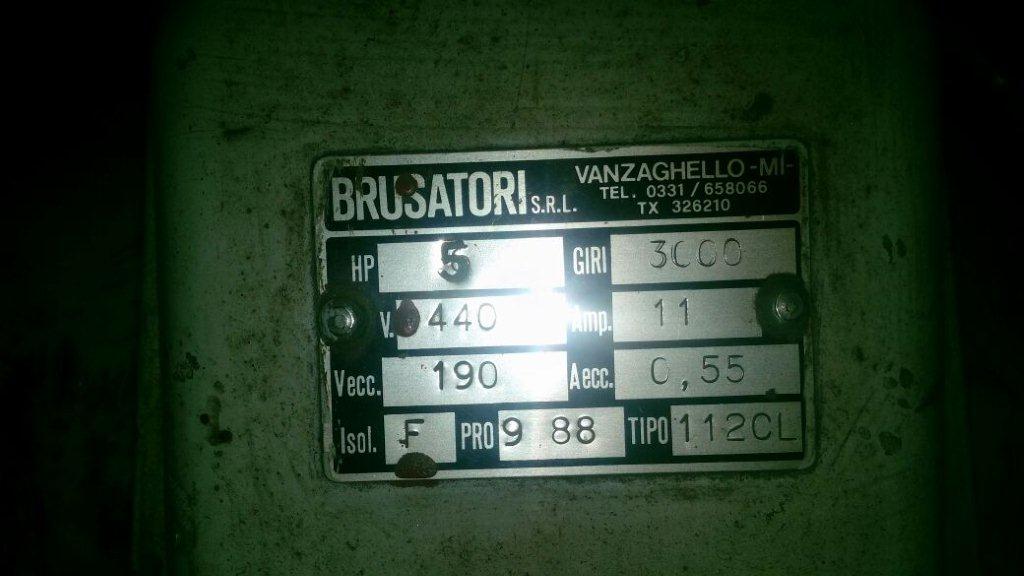 BRUSATORI S.R.L.
VANZAGHELLO -MI-
TEL. 0331/658066
TX 326210
HP 5 GIRI 3000
V. 440 Amp. 11
Vecc. 190 Aecc. 0,55
Isol. F PRO 9 88 TIPO 112CL